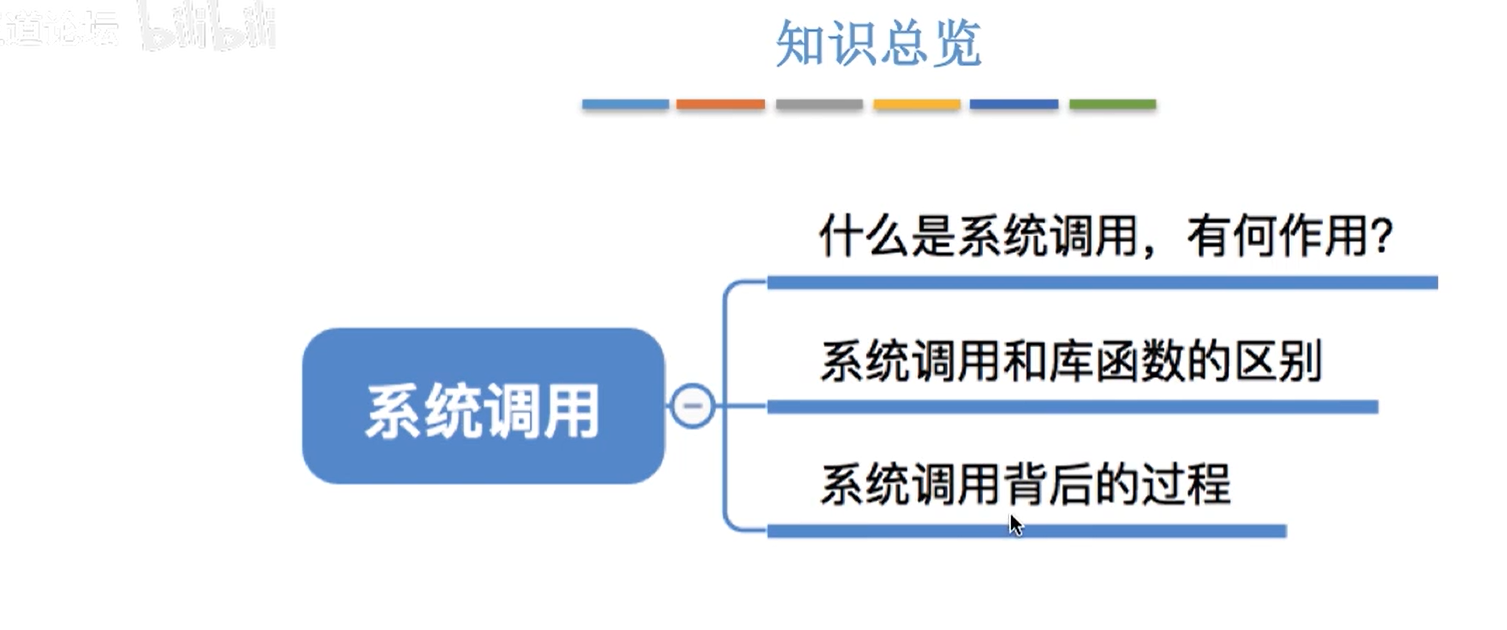 道论坛 bilibili
知识总览
什么是系统调用，有何作用？
系统调用和库函数的区别
系统调用
系统调用背后的过程